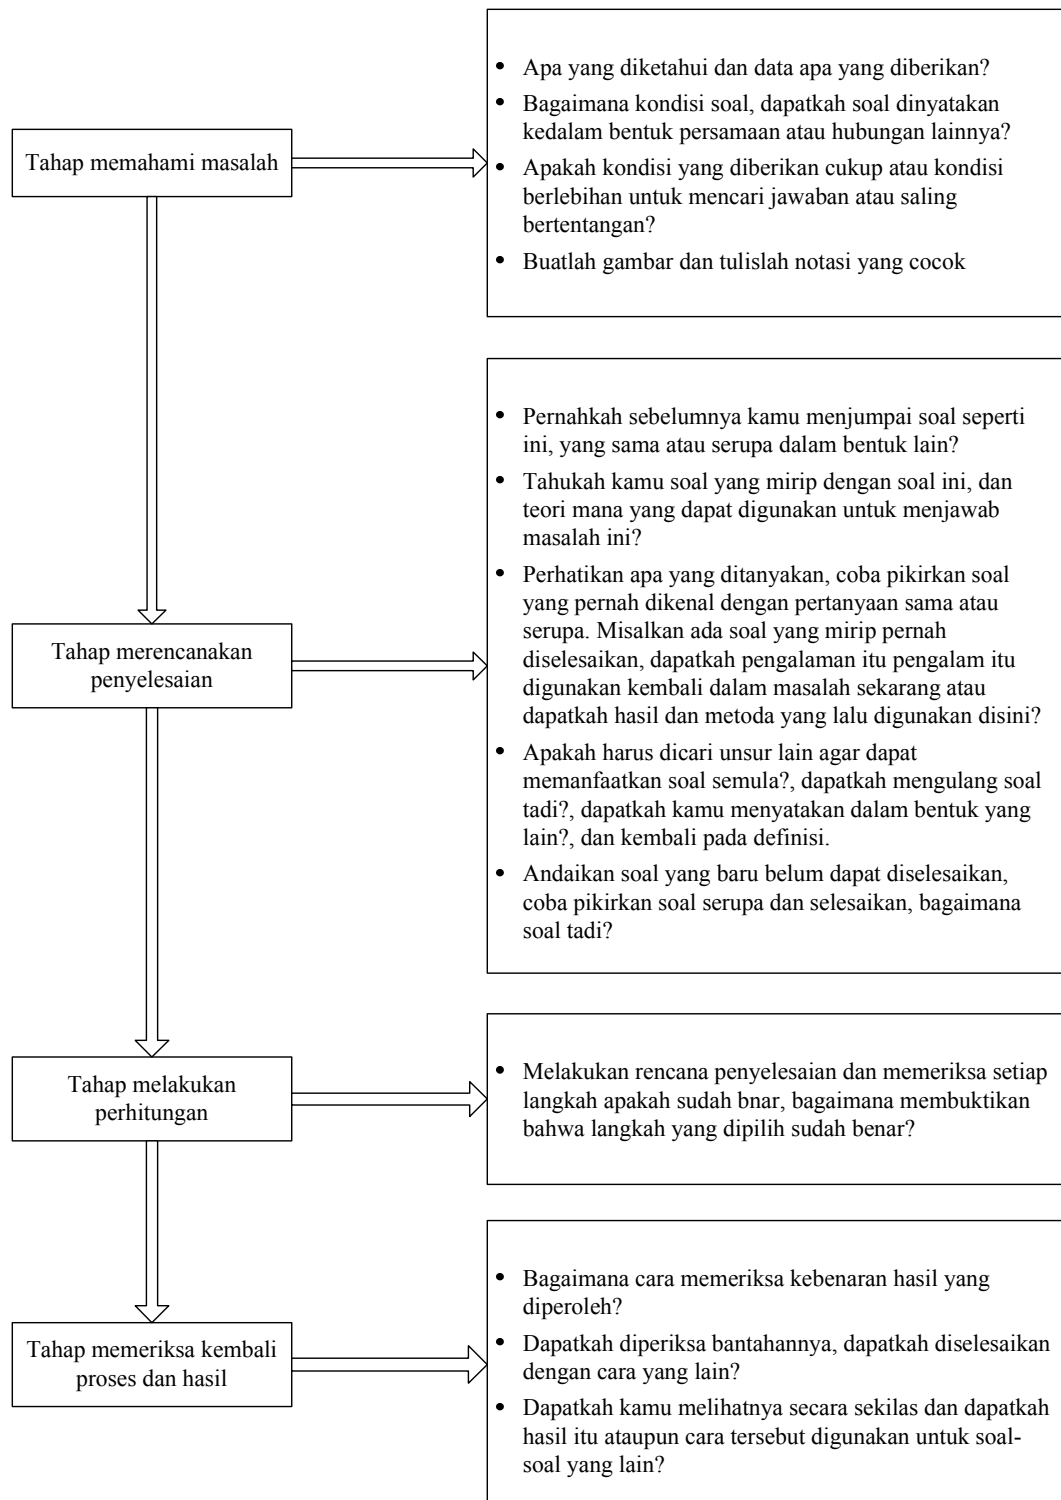 Tahap memahami masalah
• Apa yang diketahui dan data apa yang diberikan?
• Bagaimana kondisi soal, dapatkah soal dinyatakan
kedalam bentuk persamaan atau hubungan lainnya?
• Apakah kondisi yang diberikan cukup atau kondisi
berlebihan untuk mencari jawaban atau saling
bertentangan?
• Buatlah gambar dan tulislah notasi yang cocok
Tahap merencanakan
penyelesaian
• Pernahkah sebelumnya kamu menjumpai soal seperti
ini, yang sama atau serupa dalam bentuk lain?
• Tahukah kamu soal yang mirip dengan soal ini, dan
teori mana yang dapat digunakan untuk menjawab
masalah ini?
• Perhatikan apa yang ditanyakan, coba pikirkan soal
yang pernah dikenal dengan pertanyaan sama atau
serupa. Misalkan ada soal yang mirip pernah
diselesaikan, dapatkah pengalaman itu pengalam itu
digunakan kembali dalam masalah sekarang atau
dapatkah hasil dan metoda yang lalu digunakan disini?
• Apakah harus dicari unsur lain agar dapat
memanfaatkan soal semula?, dapatkah mengulang soal
tadi?, dapatkah kamu menyatakan dalam bentuk yang
lain?, dan kembali pada definisi.
• Andaikan soal yang baru belum dapat diselesaikan,
coba pikirkan soal serupa dan selesaikan, bagaimana
soal tadi?
Tahap melakukan
perhitungan
• Melakukan rencana penyelesaian dan memeriksa setiap
langkah apakah sudah bnar, bagaimana membuktikan
bahwa langkah yang dipilih sudah benar?
Tahap memeriksa kembali
proses dan hasil
• Bagaimana cara memeriksa kebenaran hasil yang
diperoleh?
• Dapatkah diperiksa bantahannya, dapatkah diselesaikan
dengan cara yang lain?
• Dapatkah kamu melihatnya secara sekilas dan dapatkah
hasil itu ataupun cara tersebut digunakan untuk soal-
soal yang lain?